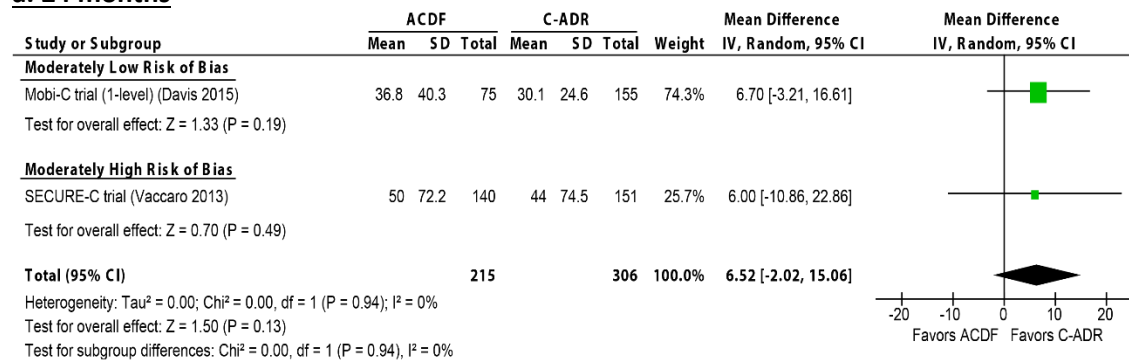 ACDF C-ADR Mean Difference Mean Difference
Study or Subgroup Mean SD Total Mean SD Total Weight IV, Random, 95% CI IV, Random, 95% CI
Moderately Low Risk of Bias
Mobi-C trial (1-level) (Davis 2015) 36.8 40.3 75 30.1 24.6 155 74.3% 6.70 [-3.21, 16.61]
Test for overall effect: Z = 1.33 (P = 0.19)
Moderately High Risk of Bias
SECURE-C trial (Vaccaro 2013) 50 72.2 140 44 74.5 151 25.7% 6.00 [-10.86, 22.86]
Test for overall effect: Z = 0.70 (P = 0.49)
Total (95% CI) 215 306 100.0% 6.52 [-2.02, 15.06]
Heterogeneity: Tau² = 0.00; Chi² = 0.00, df = 1 (P = 0.94); I² = 0%
Test for overall effect: Z = 1.50 (P = 0.13)
Test for subgroup differences: Chi² = 0.00, df = 1 (P = 0.94), I² = 0%
-20 -10 0 10 20
Favors ACDF Favors C-ADR